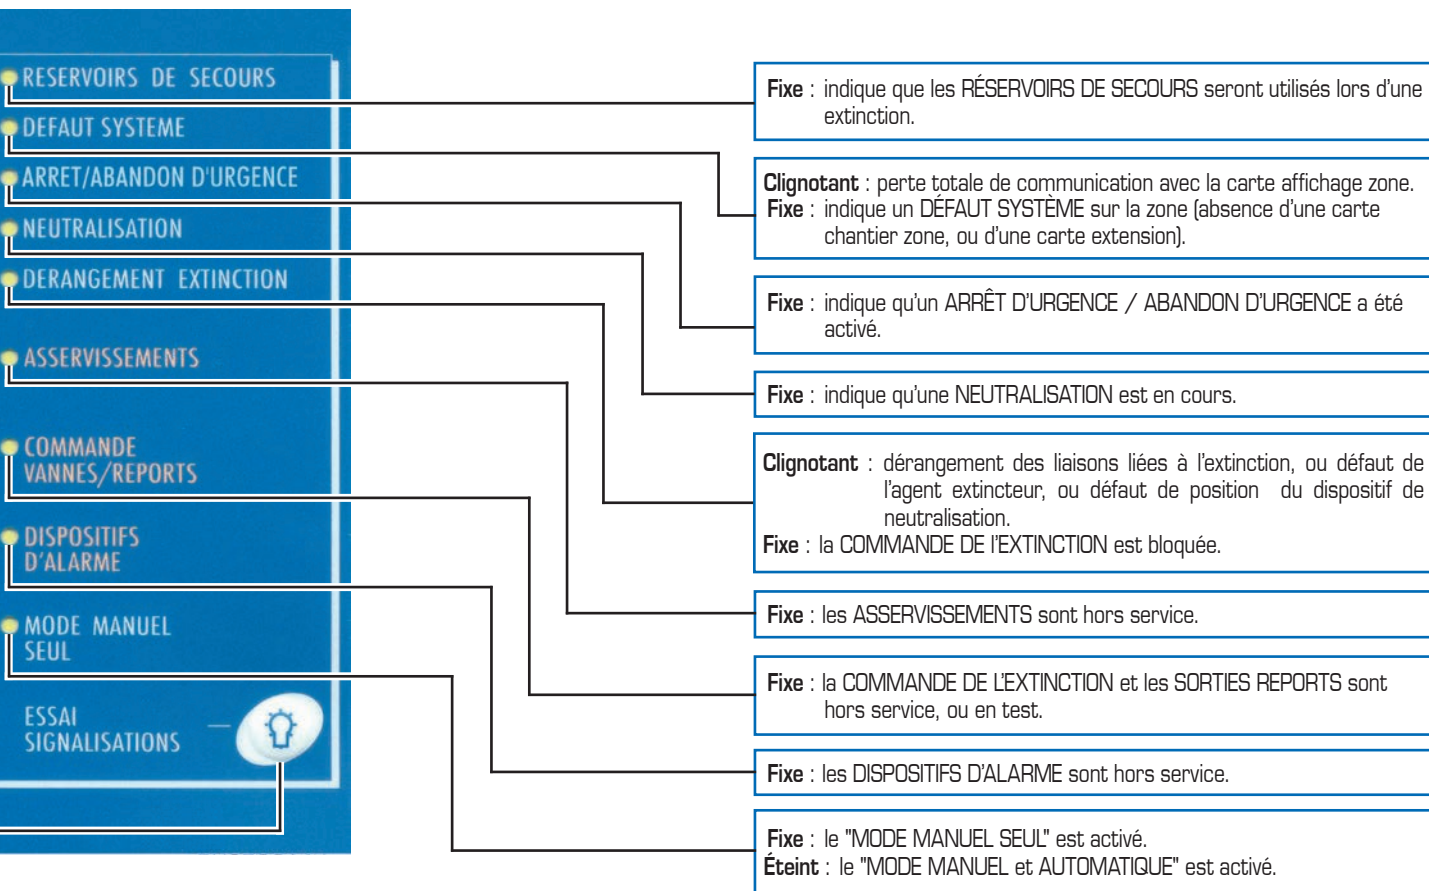 RESERVOIRS DE SECOURS
DEFAUT SYSTEME
ARRET/ABANDON D'URGENCE
NEUTRALISATION
DERANGEMENT EXTINCTION
ASSERVISSEMENTS
COMMANDE
VANNES/REPORTS
DISPOSITIFS
D'ALARME
MODE MANUEL
SEUL
ESSAI
SIGNALISATIONS
Fixe : indique que les RÉSERVOIRS DE SECOURS seront utilisés lors d'une
extinction.
Clignotant : perte totale de communication avec la carte affichage zone.
Fixe : indique un DÉFAUT SYSTÈME sur la zone (absence d'une carte
chantier zone, ou d'une carte extension).
Fixe : indique qu'un ARRÊT D'URGENCE / ABANDON D'URGENCE a été
activé.
Fixe : indique qu'une NEUTRALISATION est en cours.
Clignotant : dérangement des liaisons liées à l'extinction, ou défaut de
l'agent extincteur, ou défaut de position du dispositif de
neutralisation.
Fixe : la COMMANDE DE l'EXTINCTION est bloquée.
Fixe : les ASSERVISSEMENTS sont hors service.
Fixe : la COMMANDE DE L'EXTINCTION et les SORTIES REPORTS sont
hors service, ou en test.
Fixe : les DISPOSITIFS D'ALARME sont hors service.
Fixe : le "MODE MANUEL SEUL" est activé.
Éteint : le "MODE MANUEL et AUTOMATIQUE" est activé.